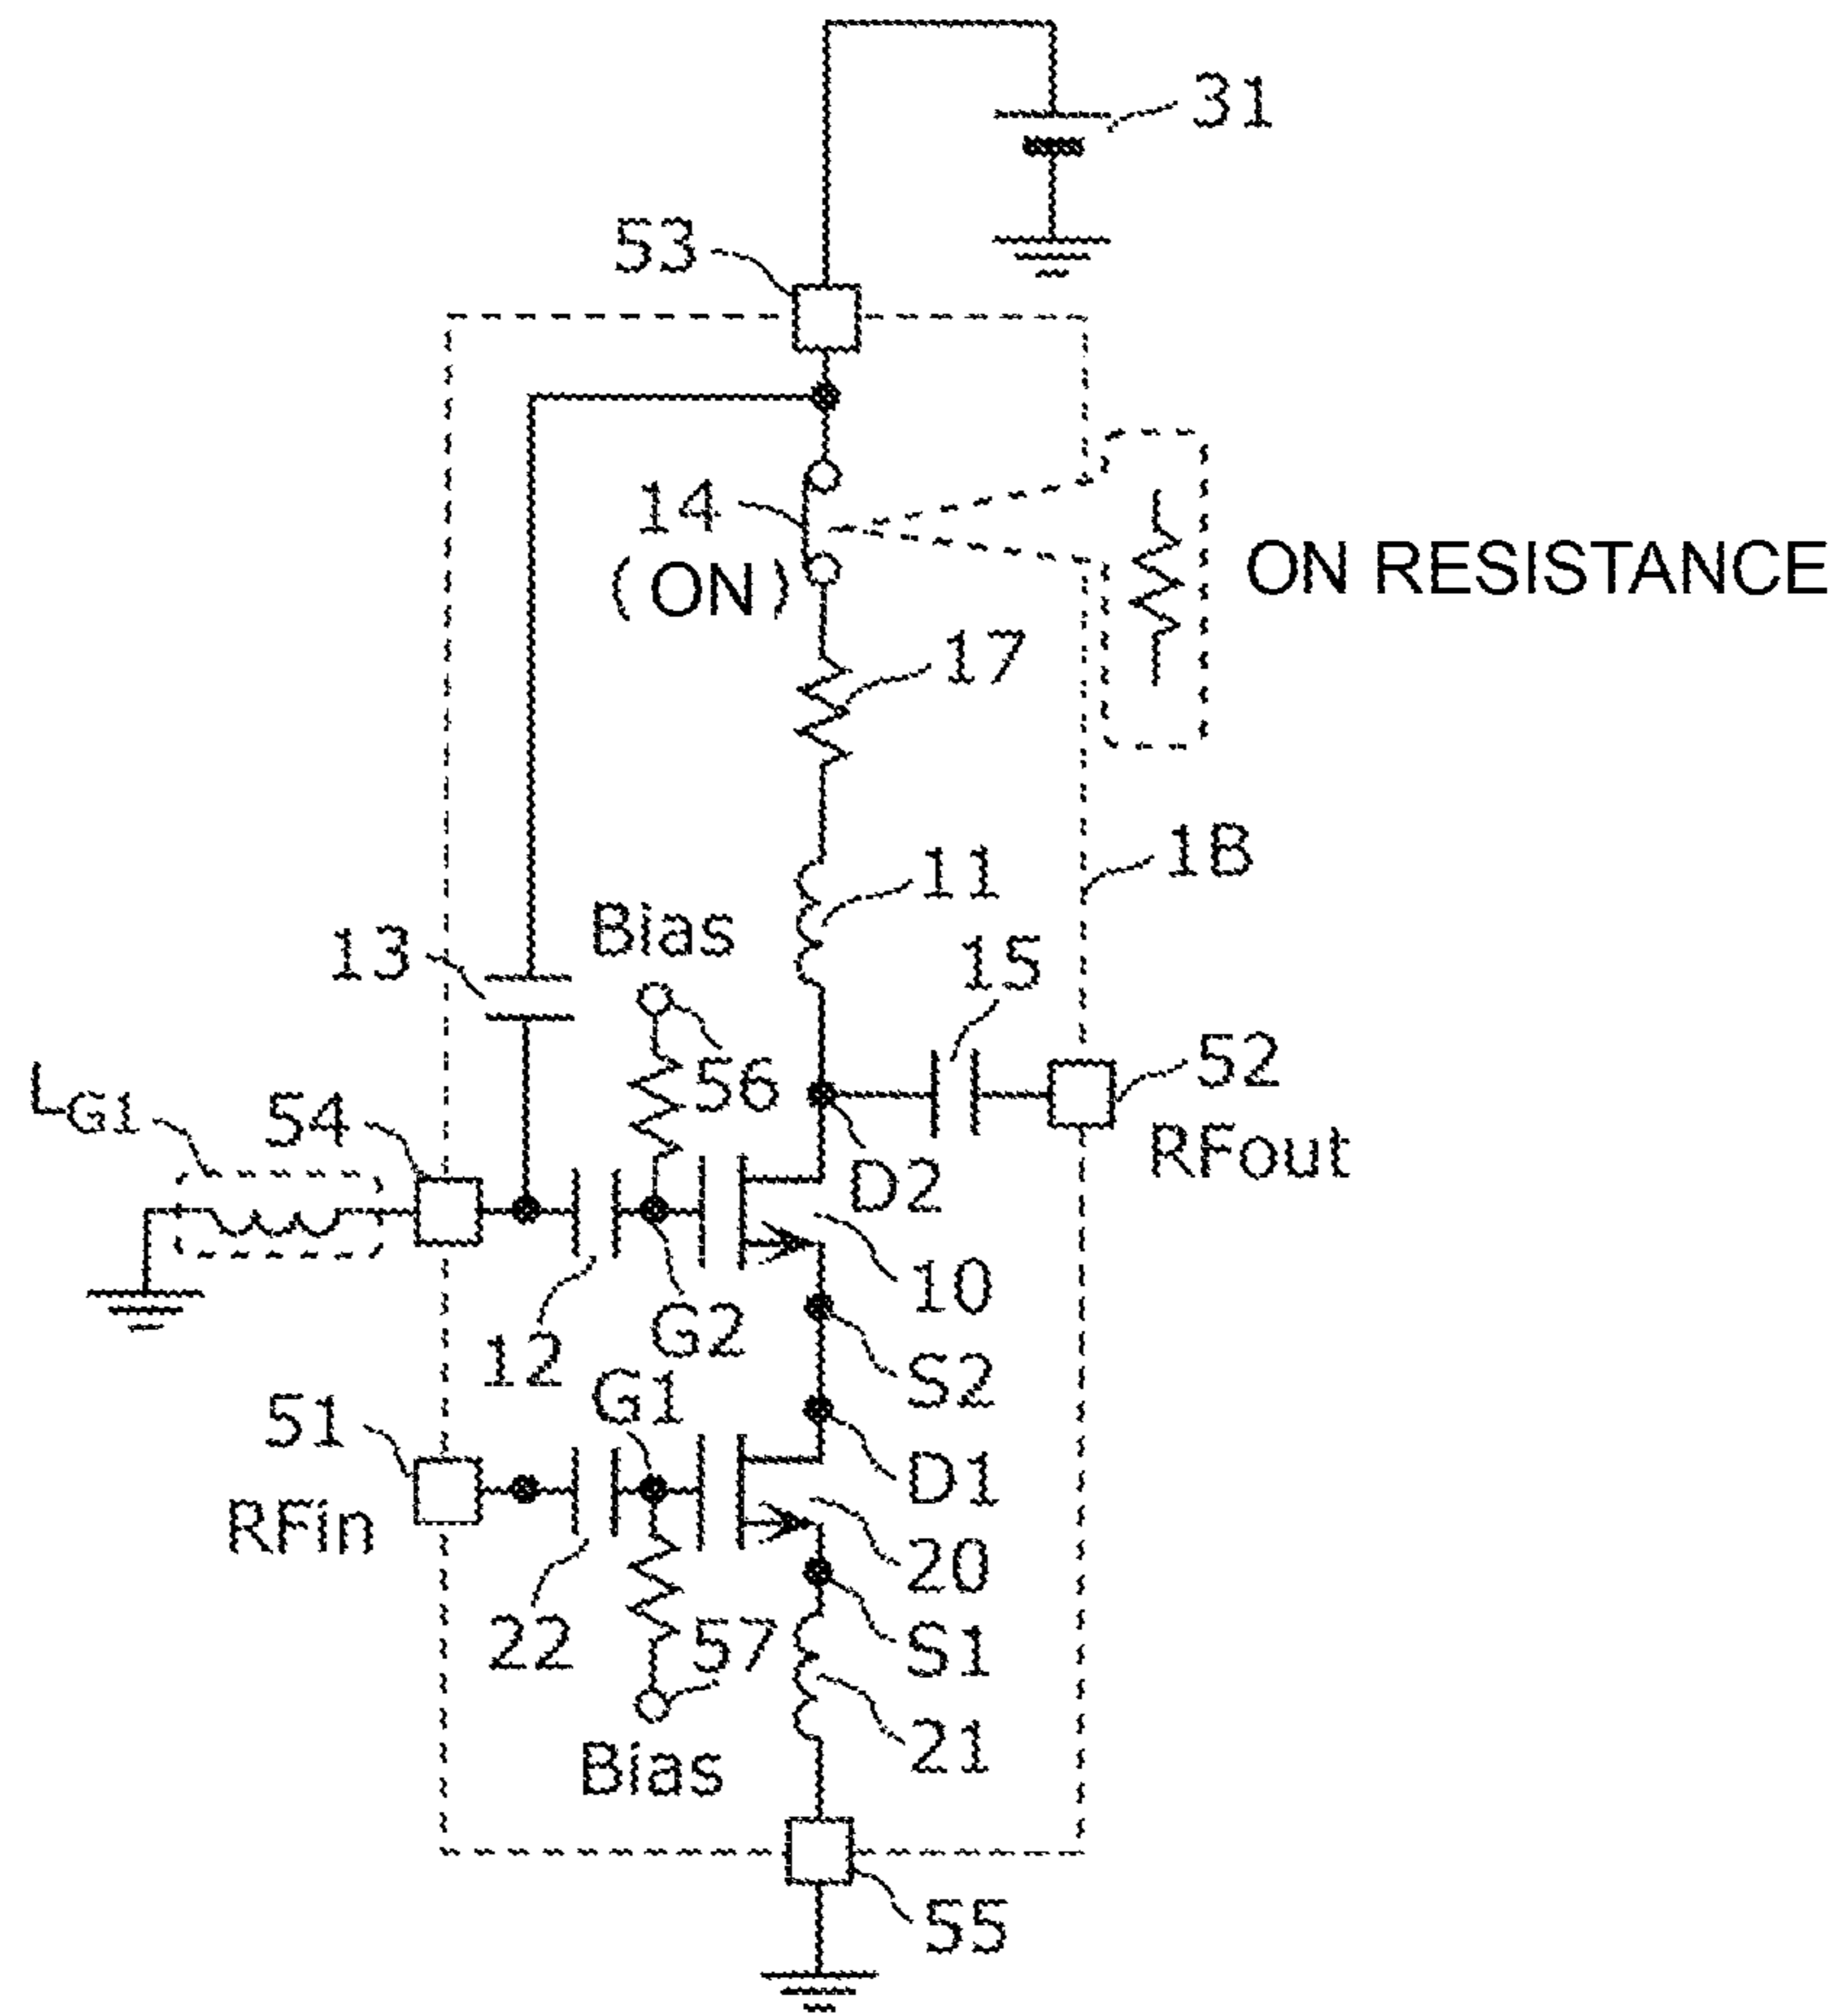 31
53
14
(ON)
ON RESISTANCE
17
1B
11
Bias
13
15
56
52
RFout
LG1
54
D2
10
12
G2
S2
G1
51
RFin
D1
20
22
57
S1
21
Bias
55